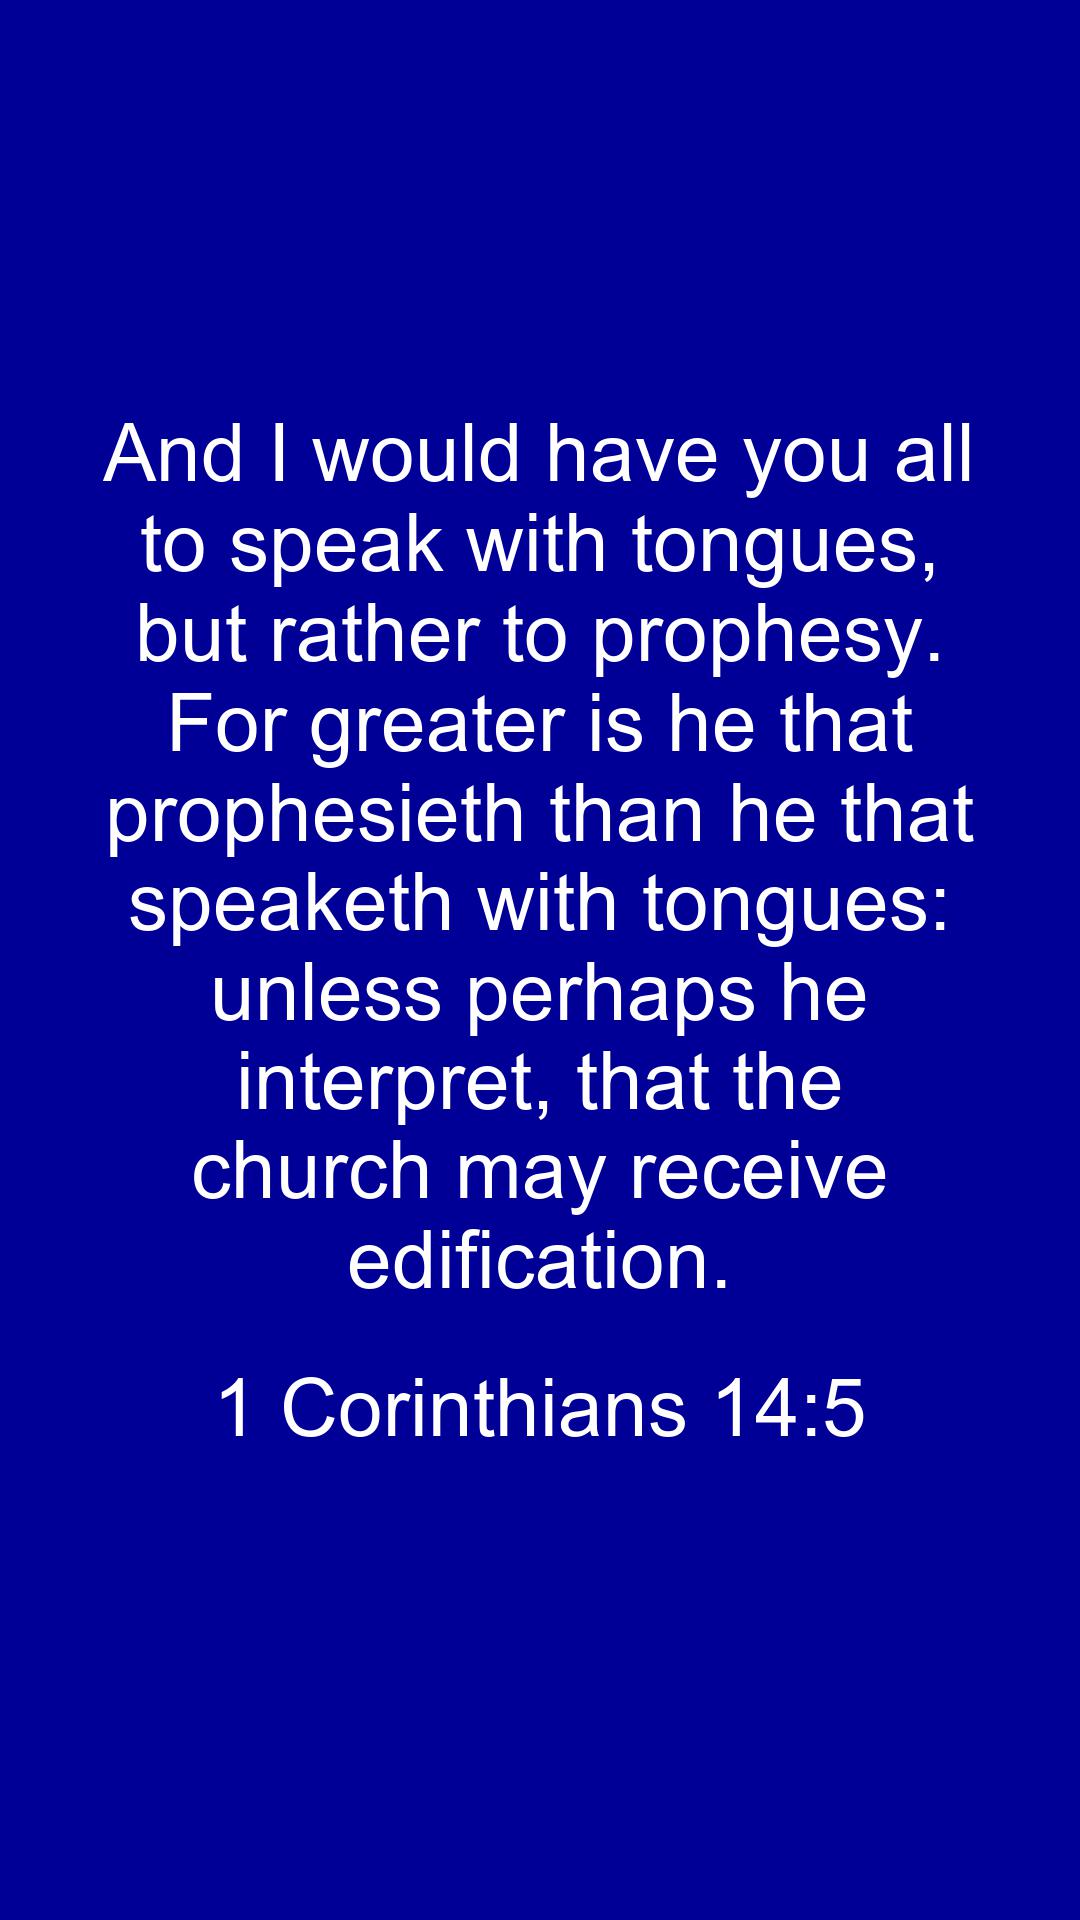 And I would have you all
to speak with tongues,
but rather to prophesy.
For greater is he that
prophesieth than he that
speaketh with tongues:
unless perhaps he
interpret, that the
church may receive
edification.
1 Corinthians 14:5